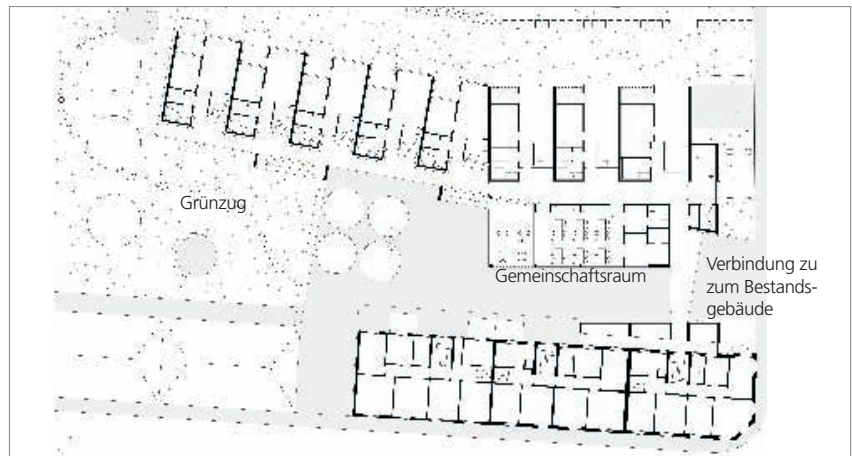 Grünzug
Gemeinschaftsraum
Verbindung zu
zum Bestands-
gebäude